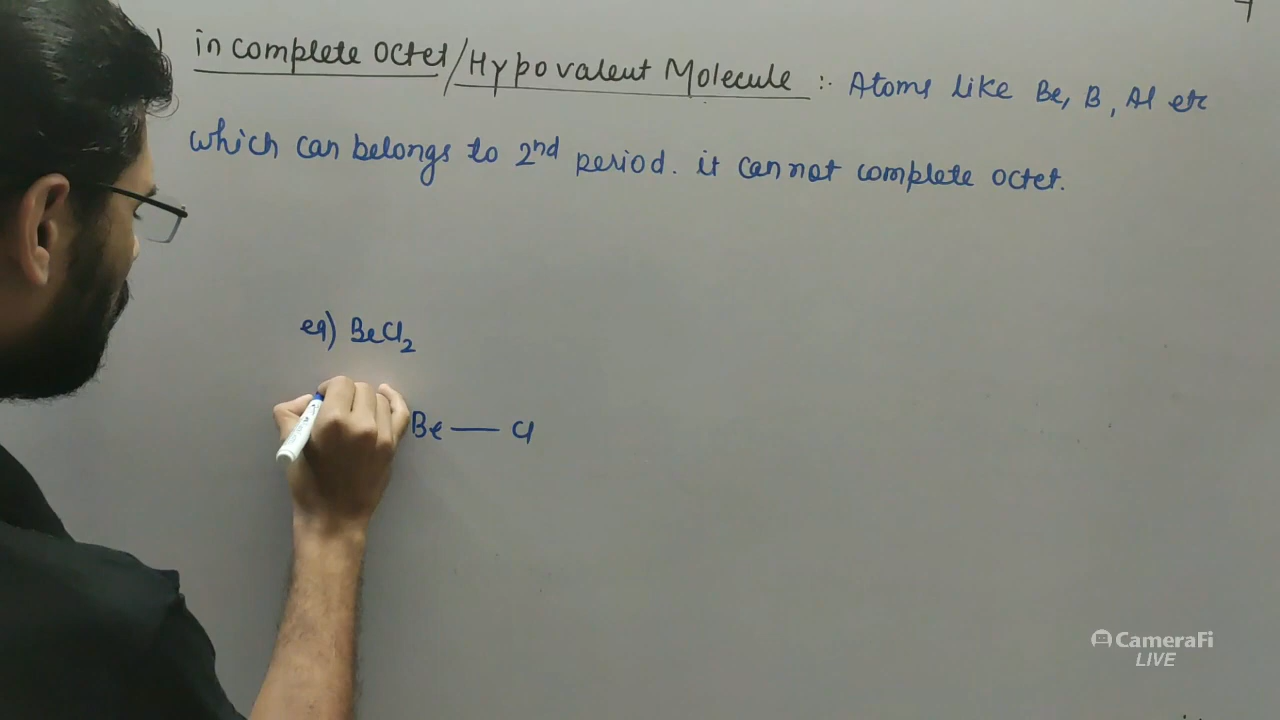 ) incomplete Octet/Hypovalent Molecule :- Atoms like Be, B, Al etc
which can belongs to 2nd period. it cannot complete octet.
eg) BeCl2
Be — Cl
CameraFi
LIVE